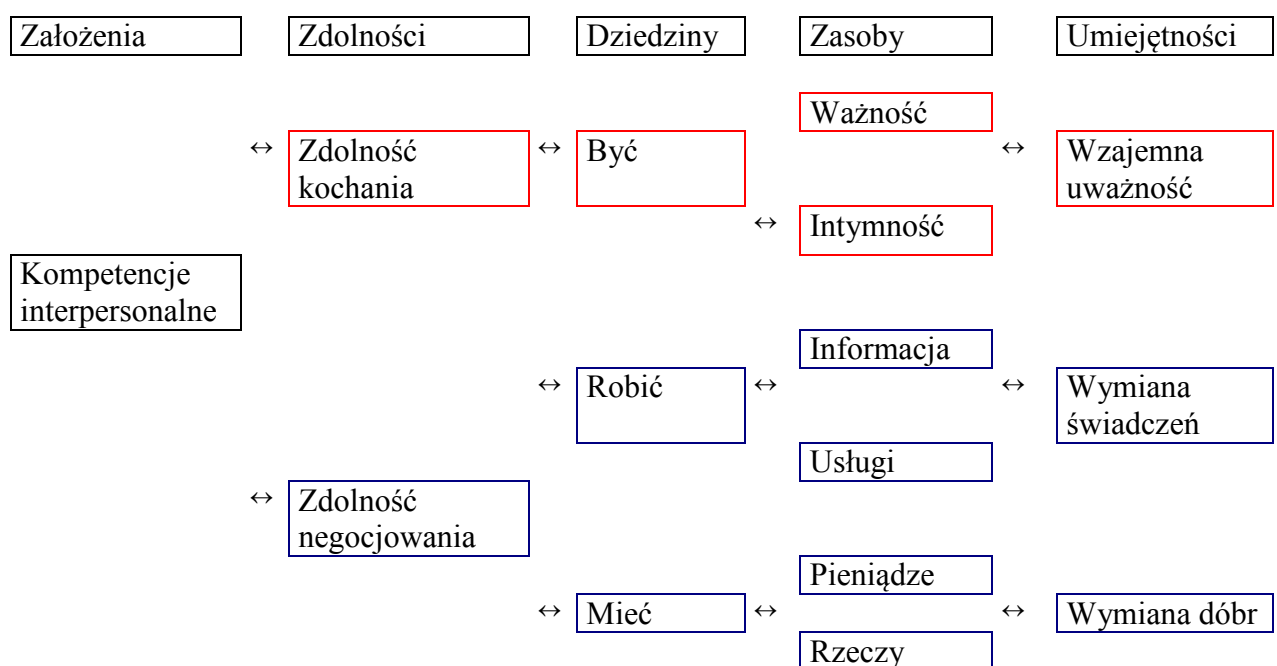 Założenia
Zdolności
Dziedziny
Zasoby
Umiejętności
Ważność
↔ Zdolność ↔ Być ↔ Wzajemna
kochania uważność
↔ Intymność
Kompetencje
interpersonalne
Informacja
↔ Robić ↔ ↔ Wymiana
świadczeń
Usługi
↔ Zdolność
negocjowania
Pieniądze
↔ Mieć ↔ ↔ Wymiana dóbr
Rzeczy